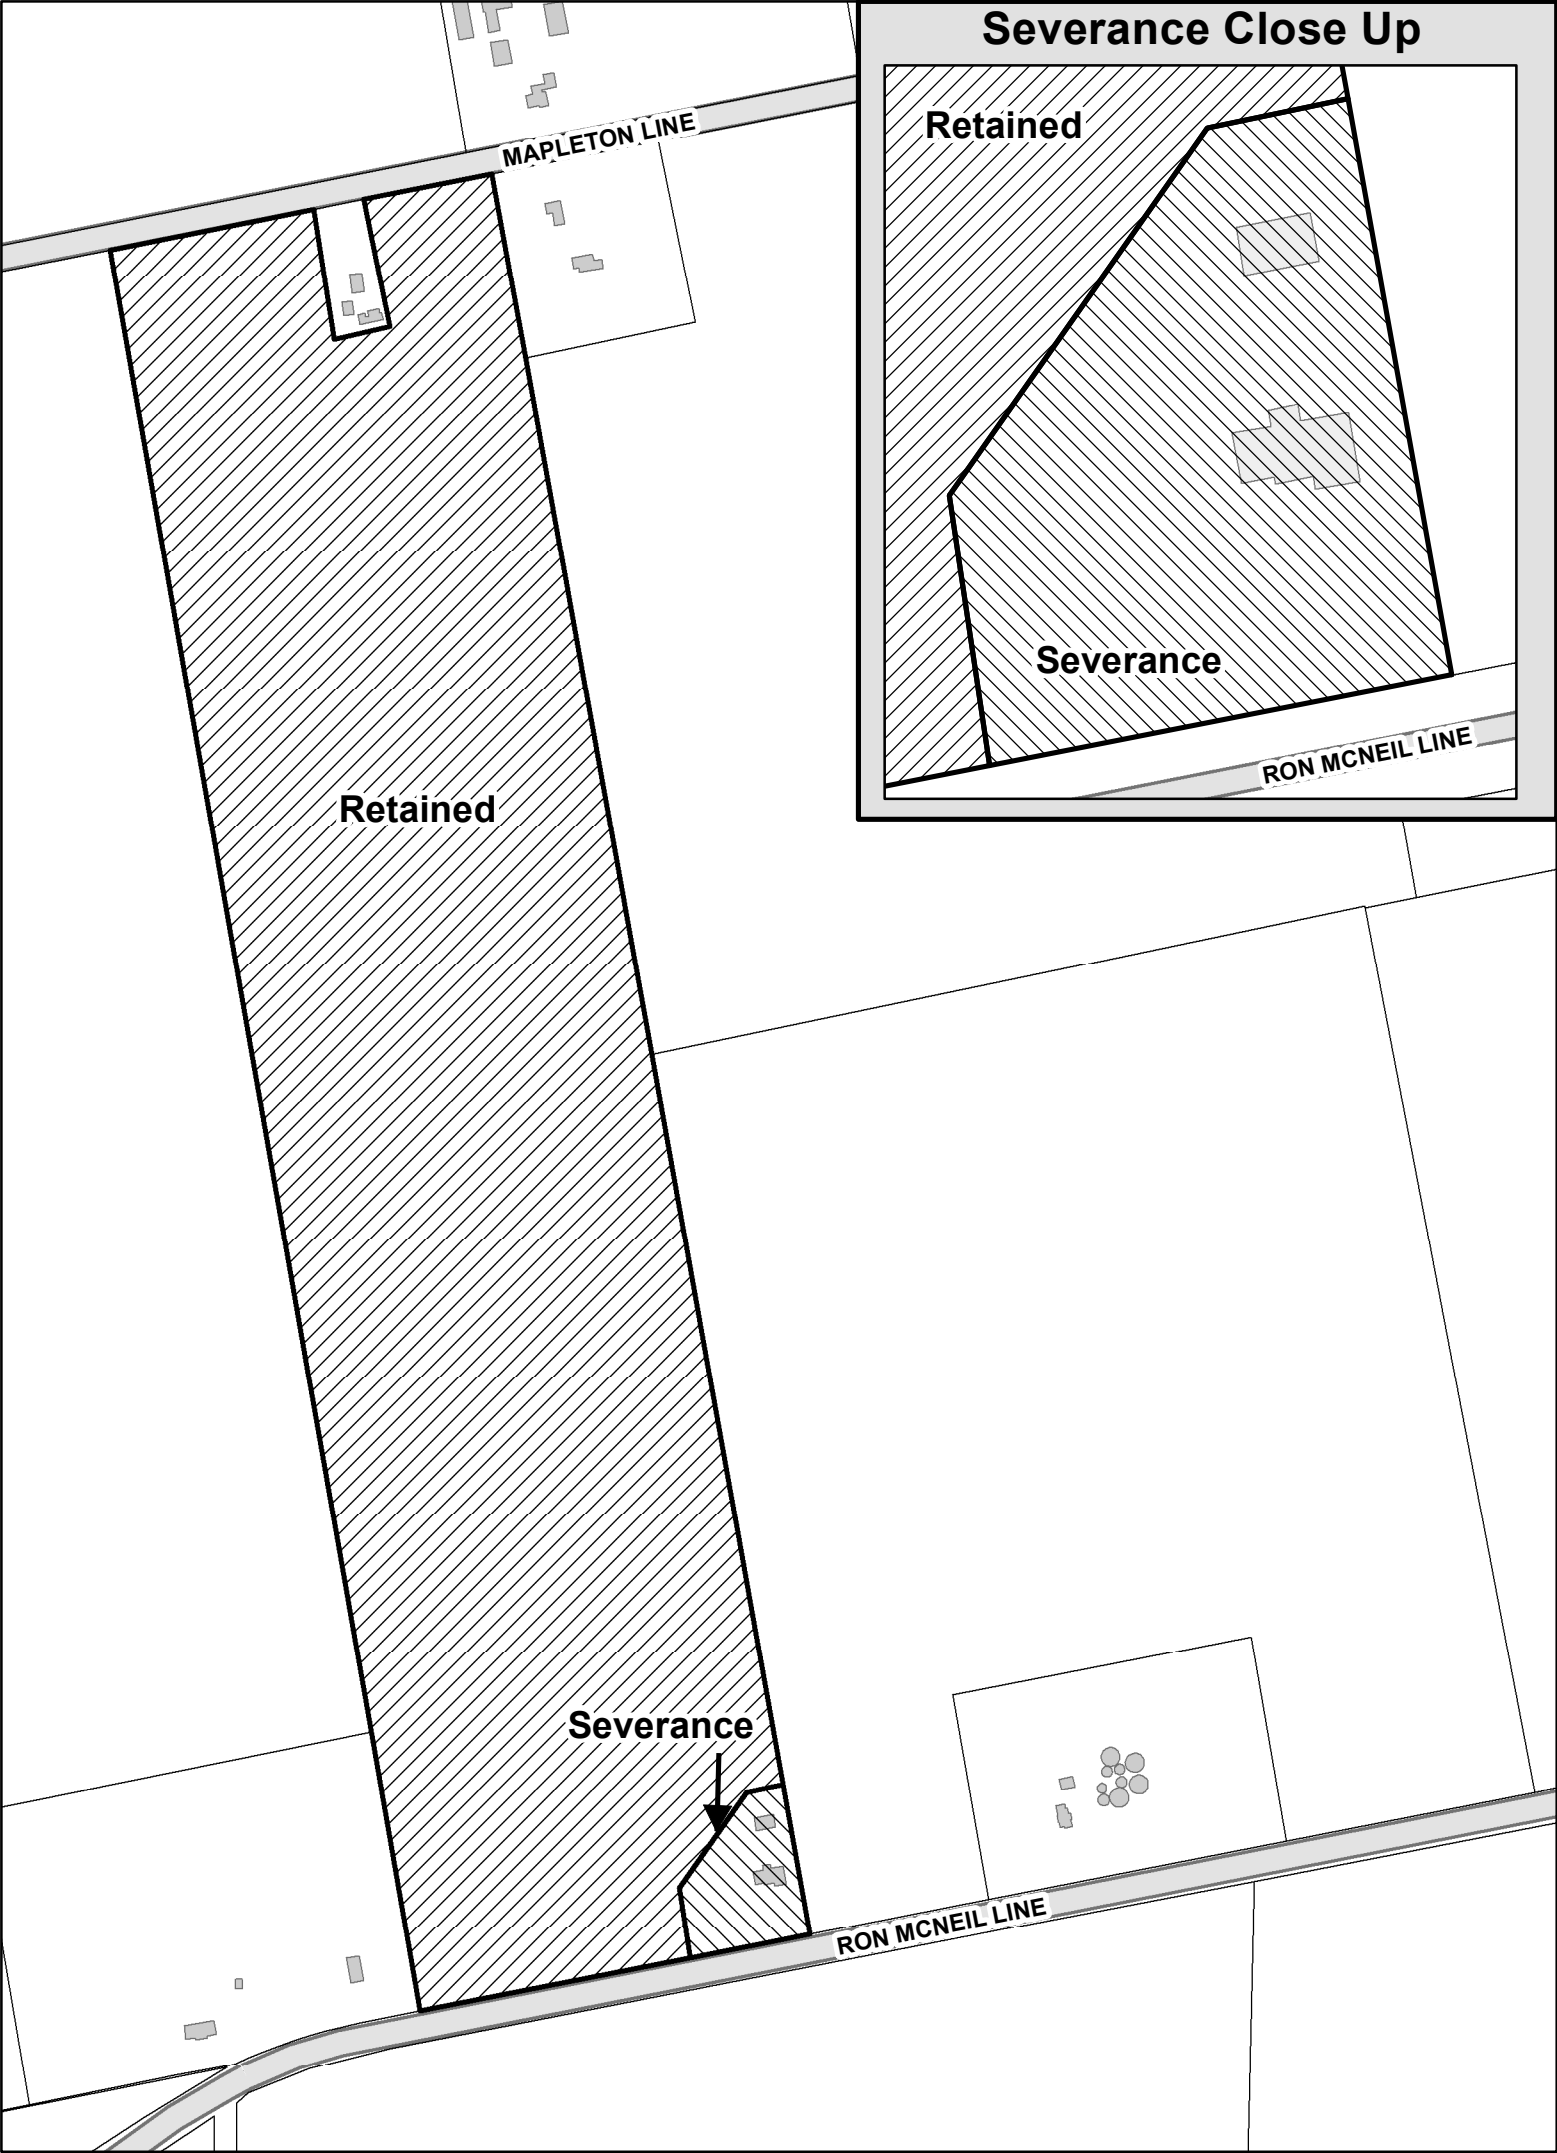 Severance Close Up
Retained
Severance
RON MCNEIL LINE
MAPLETON LINE
Retained
Severance
RON MCNEIL LINE